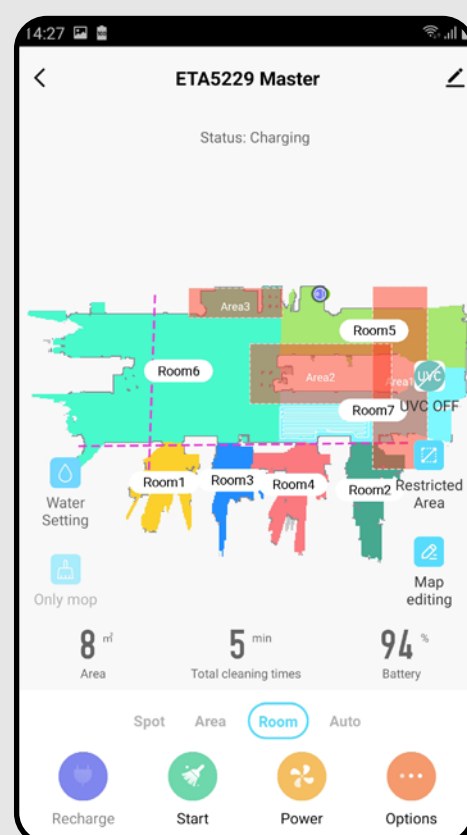 14:27
ETA5229 Master
Status: Charging
Area3
Room5
Room6
Area2
Area1
UVC
Room7
UVC OFF
Room1
Room3
Room4
Room2
Restricted
Area
Water
Setting
Only mop
Map
editing
8 ㎡
5 min
94 %
Area
Total cleaning times
Battery
Spot
Area
Room
Auto
Recharge
Start
Power
Options